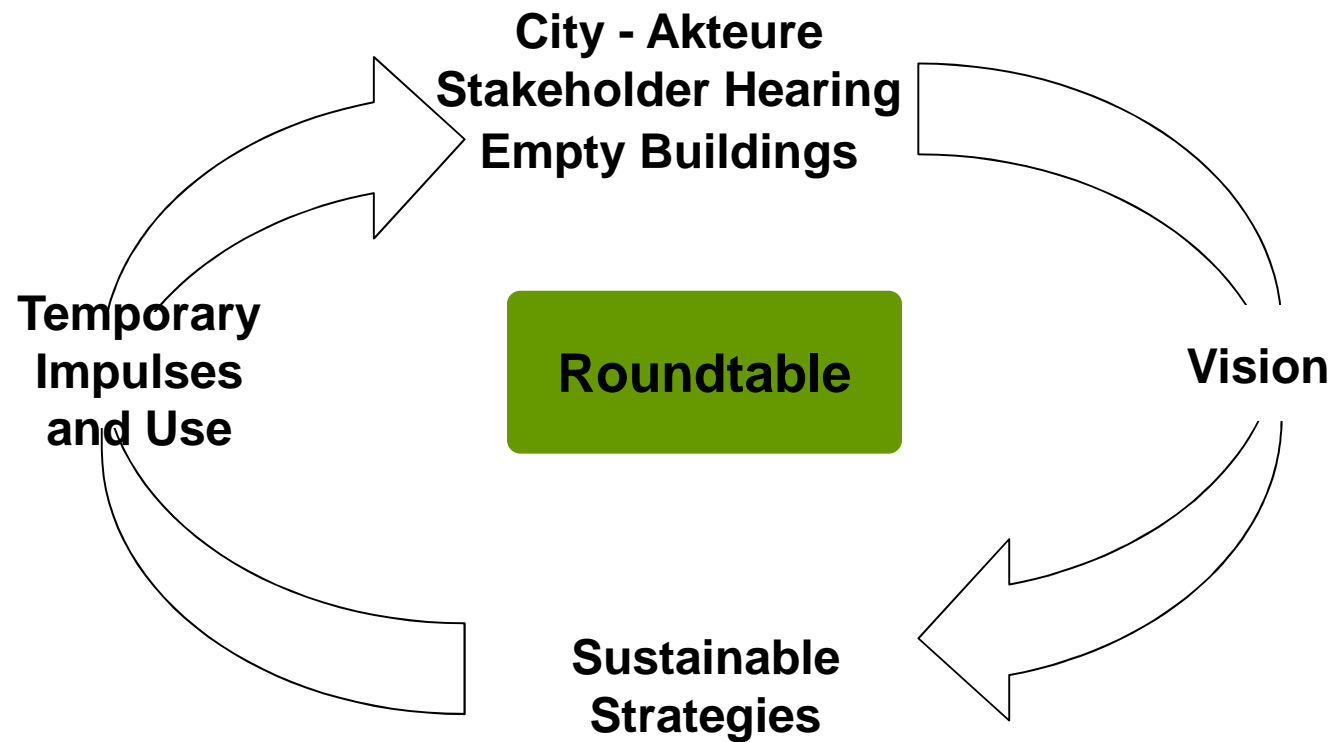 City - Akteure
Stakeholder Hearing
Empty Buildings
Temporary
Impulses
and Use
Roundtable
Vision
Sustainable
Strategies